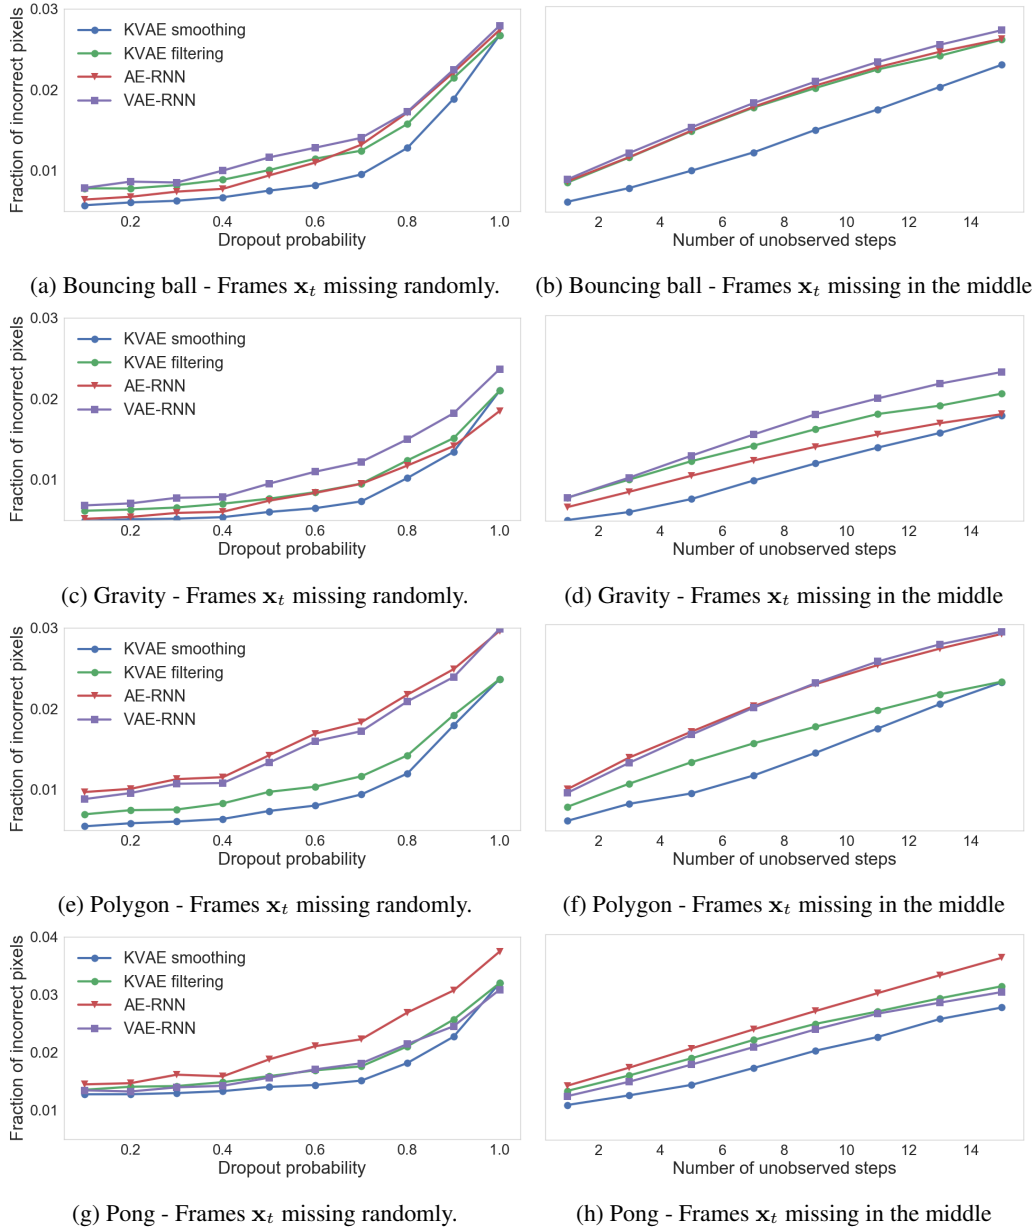 0.03
0.02
0.01
Fraction of incorrect pixels
KVAE smoothing
KVAE filtering
AE-RNN
VAE-RNN
0.2 0.4 0.6 0.8 1.0
Dropout probability
2 4 6 8 10 12 14
Number of unobserved steps
(a) Bouncing ball - Frames xₜ missing randomly.
(b) Bouncing ball - Frames xₜ missing in the middle
0.03
0.02
0.01
Fraction of incorrect pixels
KVAE smoothing
KVAE filtering
AE-RNN
VAE-RNN
0.2 0.4 0.6 0.8 1.0
Dropout probability
2 4 6 8 10 12 14
Number of unobserved steps
(c) Gravity - Frames xₜ missing randomly.
(d) Gravity - Frames xₜ missing in the middle
0.03
0.02
0.01
Fraction of incorrect pixels
KVAE smoothing
KVAE filtering
AE-RNN
VAE-RNN
0.2 0.4 0.6 0.8 1.0
Dropout probability
2 4 6 8 10 12 14
Number of unobserved steps
(e) Polygon - Frames xₜ missing randomly.
(f) Polygon - Frames xₜ missing in the middle
0.04
0.03
0.02
0.01
Fraction of incorrect pixels
KVAE smoothing
KVAE filtering
AE-RNN
VAE-RNN
0.2 0.4 0.6 0.8 1.0
Dropout probability
2 4 6 8 10 12 14
Number of unobserved steps
(g) Pong - Frames xₜ missing randomly.
(h) Pong - Frames xₜ missing in the middle